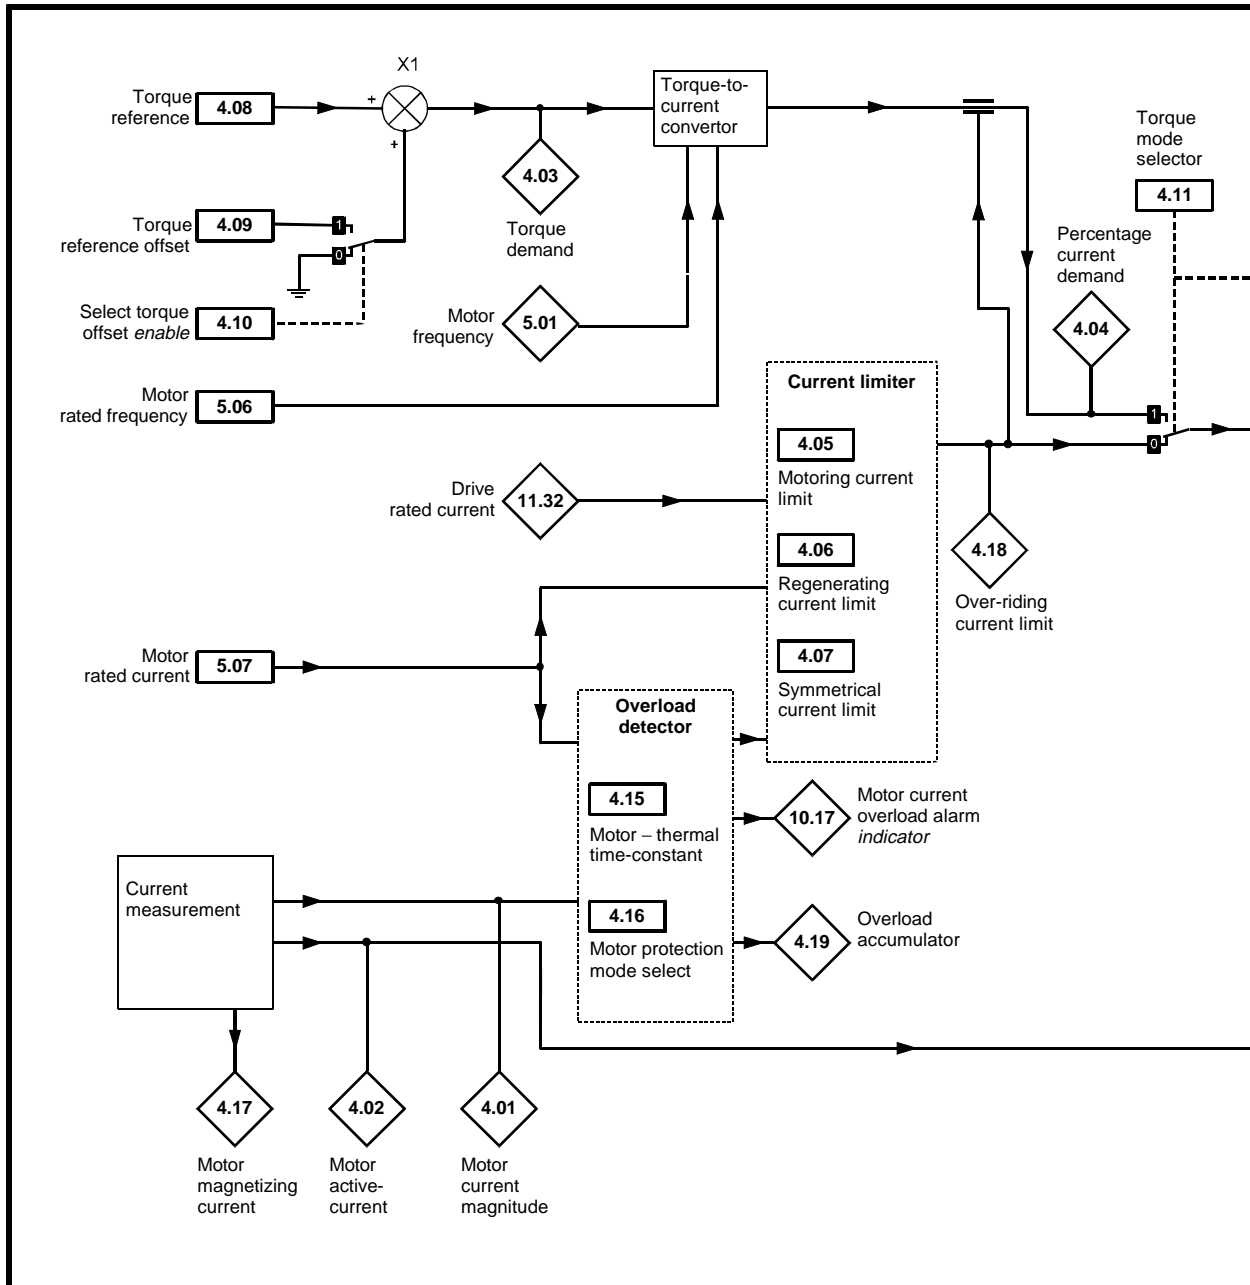 X1
Torque
reference
4.08
+
+
Torque-to-
current
convertor
Torque
mode
selector
4.11
4.03
Torque
demand
Torque
reference offset
4.09
1
0
Percentage
current
demand
4.04
Select torque
offset enable
4.10
Motor
frequency
5.01
Motor
rated frequency
5.06
Current limiter
1
0
4.05
Motoring current
limit
Drive
rated current
11.32
4.06
Regenerating
current limit
4.18
Over-riding
current limit
Motor
rated current
5.07
4.07
Symmetrical
current limit
Overload
detector
4.15
Motor – thermal
time-constant
10.17
Motor current
overload alarm
indicator
Current
measurement
4.16
Motor protection
mode select
4.19
Overload
accumulator
4.17
4.02
4.01
Motor
magnetizing
current
Motor
active-
current
Motor
current
magnitude